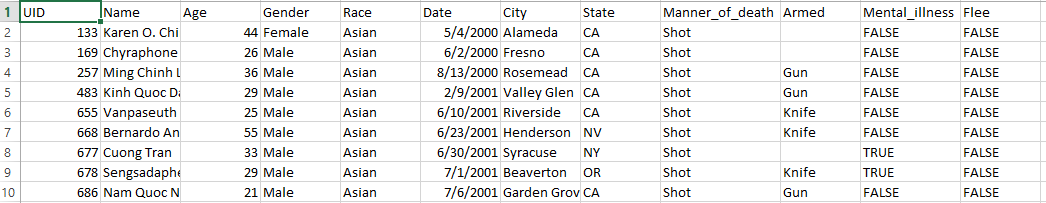 1 UID Name Age Gender Race Date City State Manner_of_death Armed Mental_illness Flee
2 133 Karen O. Chi 44 Female Asian 5/4/2000 Alameda CA Shot FALSE FALSE
3 169 Chyraphone 26 Male Asian 6/2/2000 Fresno CA Shot FALSE FALSE
4 257 Ming Chinh L 36 Male Asian 8/13/2000 Rosemead CA Shot Gun FALSE FALSE
5 483 Kinh Quoc Da 29 Male Asian 2/9/2001 Valley Glen CA Shot Gun FALSE FALSE
6 655 Vanpaseuth 25 Male Asian 6/10/2001 Riverside CA Shot Knife FALSE FALSE
7 668 Bernardo An 55 Male Asian 6/23/2001 Henderson NV Shot Knife FALSE FALSE
8 677 Cuong Tran 33 Male Asian 6/30/2001 Syracuse NY Shot TRUE FALSE
9 678 Sengsadaphe 29 Male Asian 7/1/2001 Beaverton OR Shot Knife TRUE FALSE
10 686 Nam Quoc N 21 Male Asian 7/6/2001 Garden Grov CA Shot Gun FALSE FALSE